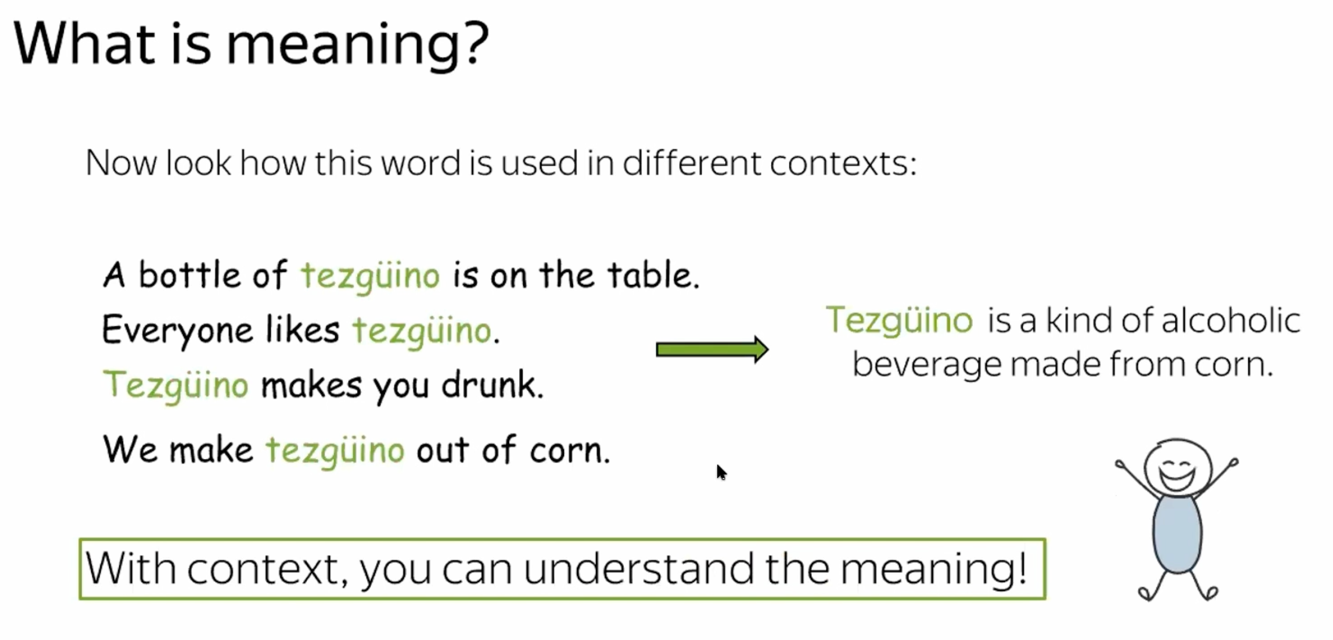 What is meaning?
Now look how this word is used in different contexts:
A bottle of tezgüino is on the table.
Everyone likes tezgüino.
Tezgüino makes you drunk.
We make tezgüino out of corn.
Tezgüino is a kind of alcoholic
beverage made from corn.
With context, you can understand the meaning!